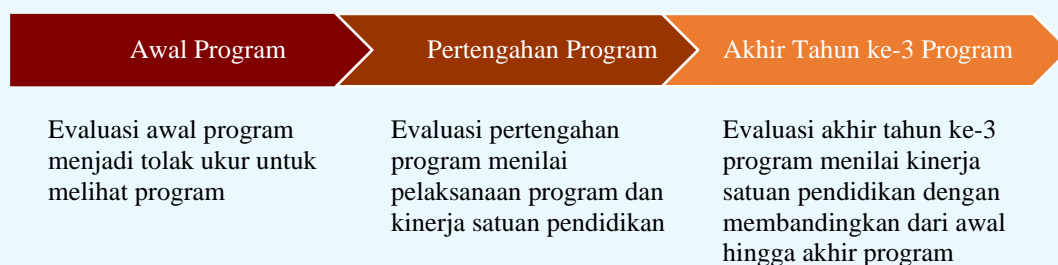 Awal Program
Pertengahan Program
Akhir Tahun ke-3 Program
Evaluasi awal program
menjadi tolak ukur untuk
melihat program
Evaluasi pertengahan
program menilai
pelaksanaan program dan
kinerja satuan pendidikan
Evaluasi akhir tahun ke-3
program menilai kinerja
satuan pendidikan dengan
membandingkan dari awal
hingga akhir program